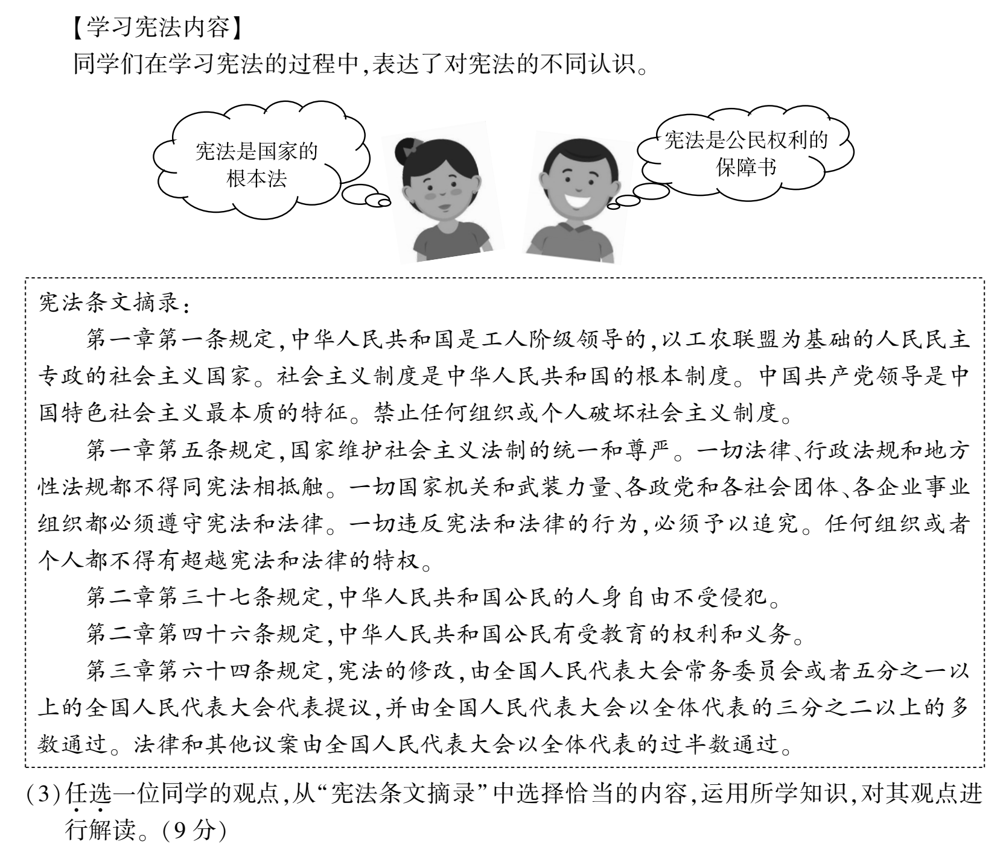 【学习宪法内容】
同学们在学习宪法的过程中,表达了对宪法的不同认识。
宪法是国家的
根本法
宪法是公民权利的
保障书
宪法条文摘录：
第一章第一条规定,中华人民共和国是工人阶级领导的,以工农联盟为基础的人民民主
专政的社会主义国家。社会主义制度是中华人民共和国的根本制度。中国共产党领导是中
国特色社会主义最本质的特征。禁止任何组织或个人破坏社会主义制度。
第一章第五条规定,国家维护社会主义法制的统一和尊严。一切法律、行政法规和地方
性法规都不得同宪法相抵触。一切国家机关和武装力量、各政党和各社会团体、各企业事业
组织都必须遵守宪法和法律。一切违反宪法和法律的行为,必须予以追究。任何组织或者
个人都不得有超越宪法和法律的特权。
第二章第三十七条规定,中华人民共和国公民的人身自由不受侵犯。
第二章第四十六条规定,中华人民共和国公民有受教育的权利和义务。
第三章第六十四条规定,宪法的修改,由全国人民代表大会常务委员会或者五分之一以
上的全国人民代表大会代表提议,并由全国人民代表大会以全体代表的三分之二以上的多
数通过。法律和其他议案由全国人民代表大会以全体代表的过半数通过。
(3)任选一位同学的观点,从“宪法条文摘录”中选择恰当的内容,运用所学知识,对其观点进
行解读。(9分)